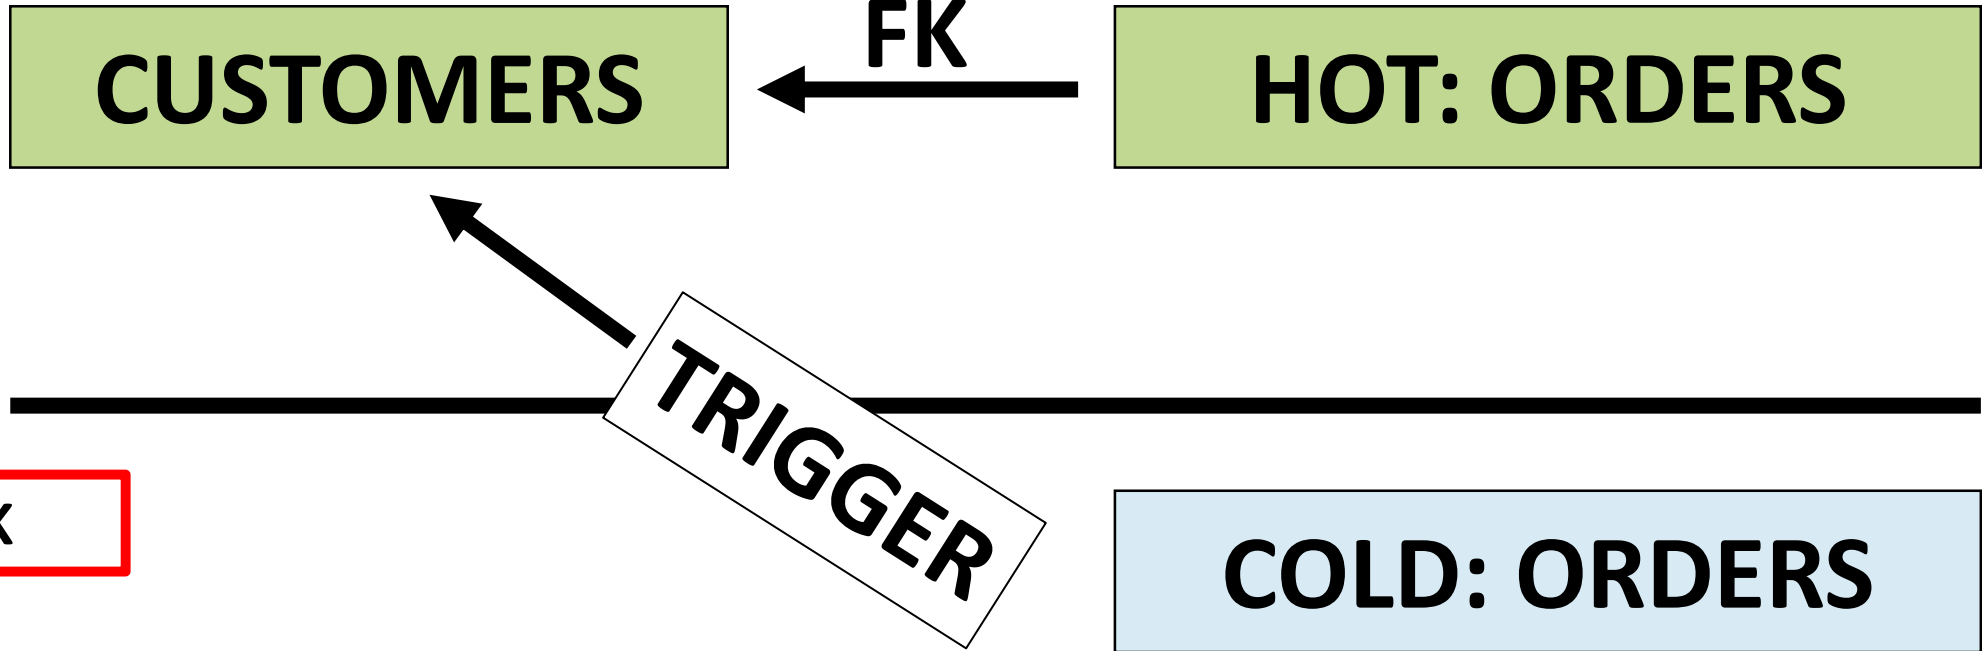 FK
CUSTOMERS
HOT: ORDERS
TRIGGER
COLD: ORDERS